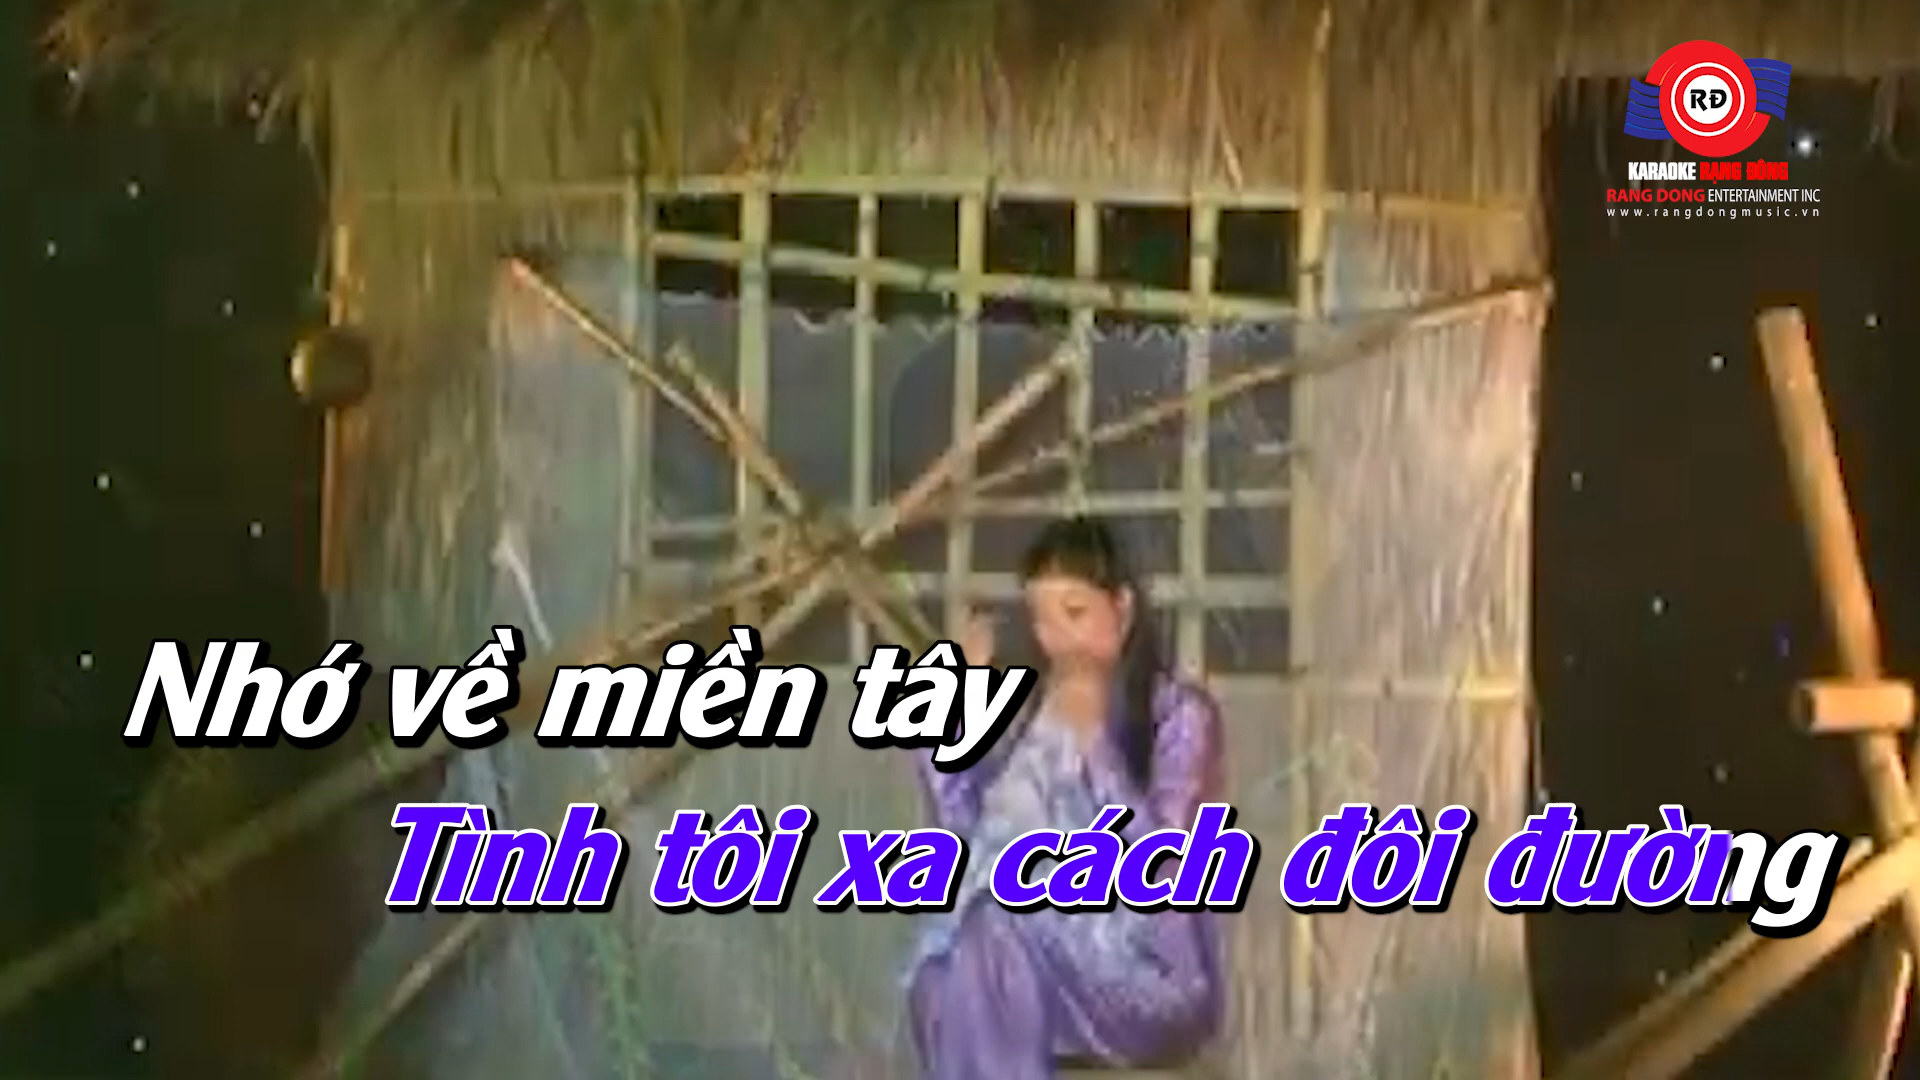 RĐ
KARAOKE RẠNG ĐÔNG
RANG DONG ENTERTAINMENT INC
www.rangdongmusic.vn
Nhớ về miền tây
Tình tôi xa cách đôi đường